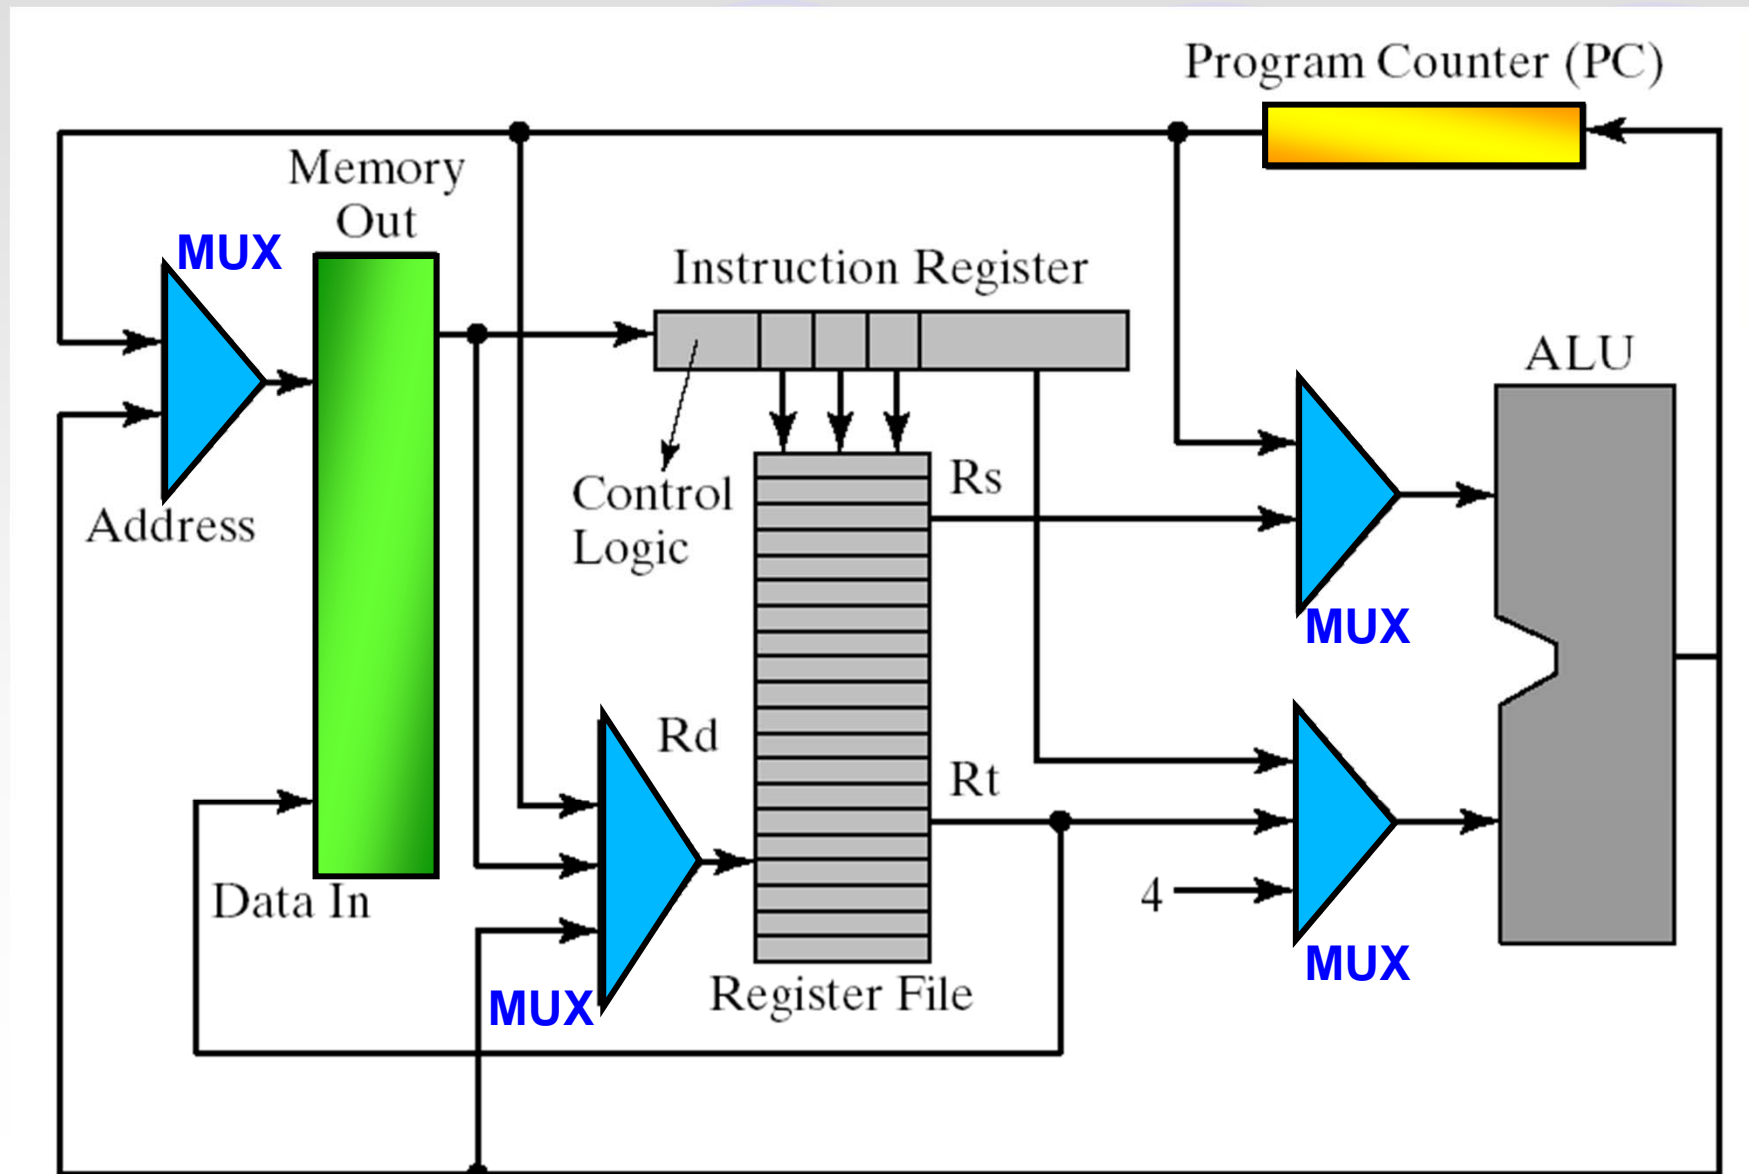 Program Counter (PC)
Memory
Out
MUX
Instruction Register
ALU
Address
Control
Logic
Rs
MUX
Rd
Rt
4
Data In
MUX
Register File
MUX